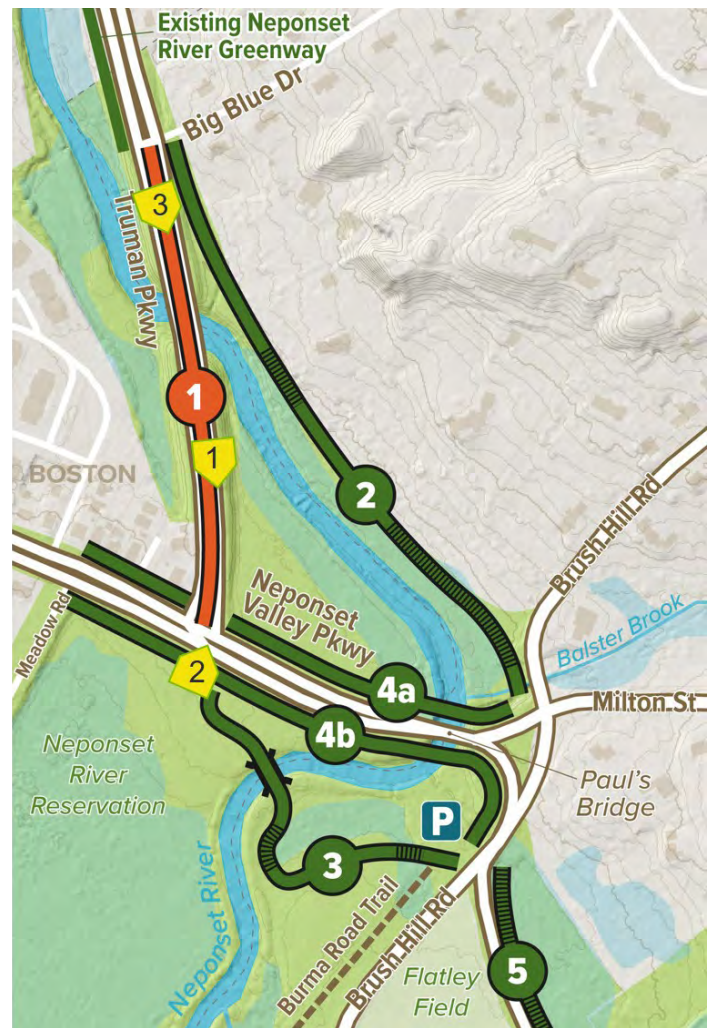 Existing Neponset
River Greenway
Big Blue Dr
3
Truman Pkwy
1
1
BOSTON
2
Brush Hill Rd
Neponset
Valley Pkwy
Meadow Rd
Balster Brook
2
4a
Milton St
4b
Neponset
River
Reservation
Paul's
Bridge
P
3
Neponset River
Burma Road Trail
Brush Hill Rd
Flatley
Field
5